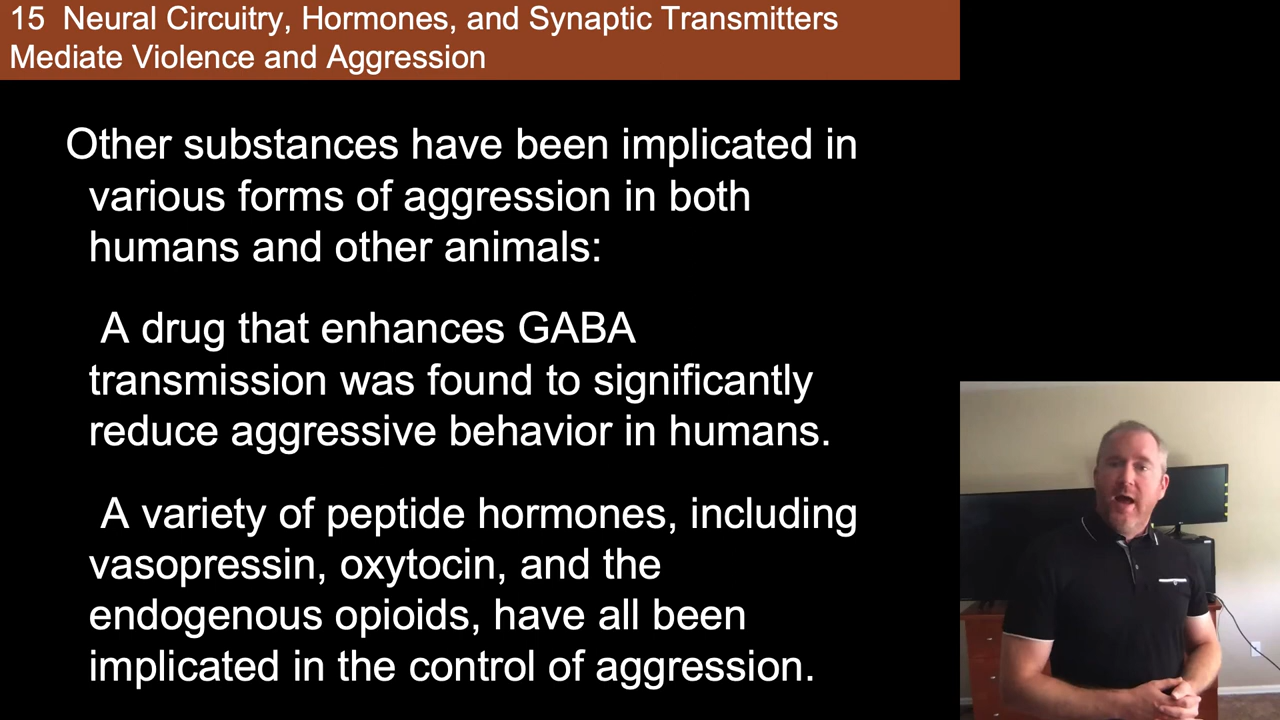 15 Neural Circuitry, Hormones, and Synaptic Transmitters
Mediate Violence and Aggression
Other substances have been implicated in
various forms of aggression in both
humans and other animals:
A drug that enhances GABA
transmission was found to significantly
reduce aggressive behavior in humans.
A variety of peptide hormones, including
vasopressin, oxytocin, and the
endogenous opioids, have all been
implicated in the control of aggression.